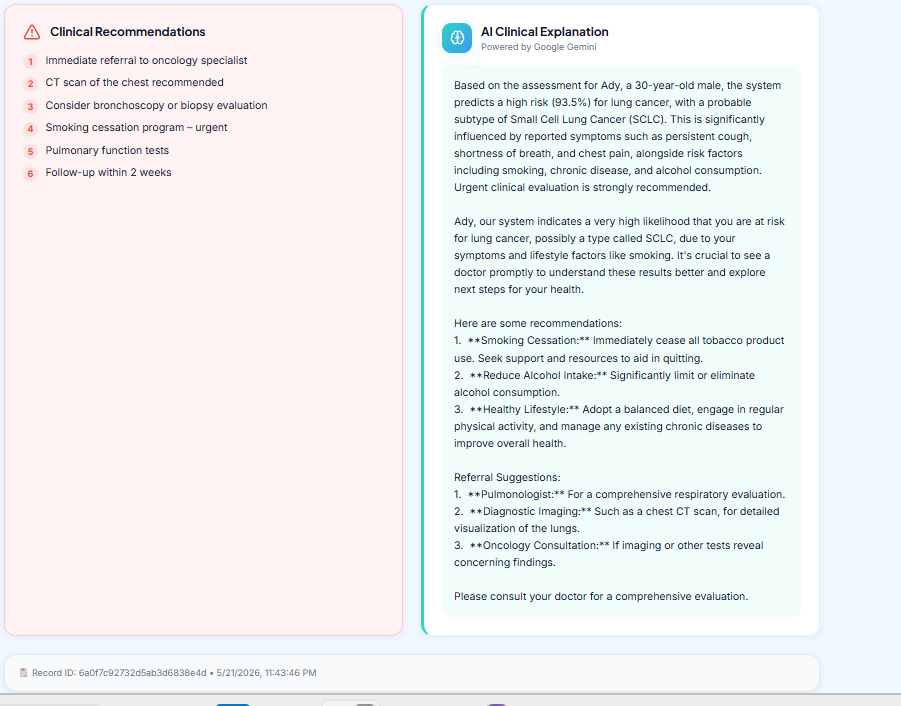 Clinical Recommendations
1 Immediate referral to oncology specialist
2 CT scan of the chest recommended
3 Consider bronchoscopy or biopsy evaluation
4 Smoking cessation program – urgent
5 Pulmonary function tests
6 Follow-up within 2 weeks
AI Clinical Explanation
Powered by Google Gemini
Based on the assessment for Ady, a 30-year-old male, the system
predicts a high risk (93.5%) for lung cancer, with a probable
subtype of Small Cell Lung Cancer (SCLC). This is significantly
influenced by reported symptoms such as persistent cough,
shortness of breath, and chest pain, alongside risk factors
including smoking, chronic disease, and alcohol consumption.
Urgent clinical evaluation is strongly recommended.
Ady, our system indicates a very high likelihood that you are at risk
for lung cancer, possibly a type called SCLC, due to your
symptoms and lifestyle factors like smoking. It's crucial to see a
doctor promptly to understand these results better and explore
next steps for your health.
Here are some recommendations:
1. **Smoking Cessation:** Immediately cease all tobacco product
use. Seek support and resources to aid in quitting.
2. **Reduce Alcohol Intake:** Significantly limit or eliminate
alcohol consumption.
3. **Healthy Lifestyle:** Adopt a balanced diet, engage in regular
physical activity, and manage any existing chronic diseases to
improve overall health.
Referral Suggestions:
1. **Pulmonologist:** For a comprehensive respiratory evaluation.
2. **Diagnostic Imaging:** Such as a chest CT scan, for detailed
visualization of the lungs.
3. **Oncology Consultation:** If imaging or other tests reveal
concerning findings.
Please consult your doctor for a comprehensive evaluation.
Record ID: 6a0f7c92732d5ab3d6838e4d • 5/21/2026, 11:43:46 PM